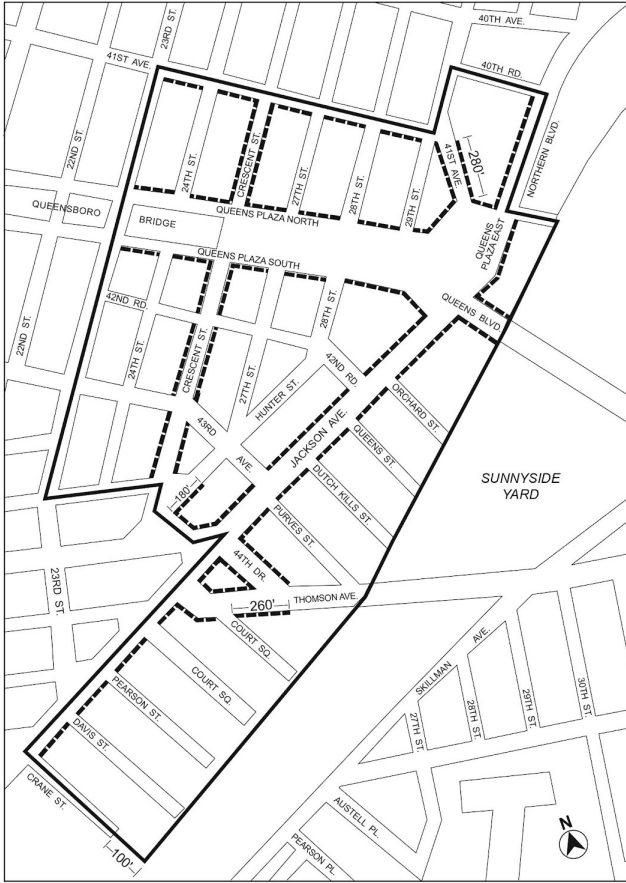 40TH AVE.
23RD ST.
41ST AVE.
40TH RD.
22ND ST.
NORTHERN BLVD.
280'
41ST AVE.
24TH ST.
CRESCENT ST.
27TH ST.
28TH ST.
29TH ST.
QUEENSBORO
BRIDGE
QUEENS PLAZA NORTH
QUEENS
PLAZA EAST
QUEENS PLAZA SOUTH
42ND RD.
QUEENS BLVD.
22ND ST.
24TH ST.
CRESCENT ST.
27TH ST.
28TH ST.
42ND RD.
HUNTER ST.
ORCHARD ST.
43RD
AVE.
JACKSON AVE.
QUEENS ST.
DUTCH KILLS ST.
SUNNYSIDE
YARD
180'
PURVES ST.
44TH DR.
23RD ST.
THOMSON AVE.
260'
COURT SQ.
COURT SQ.
SKILLMAN AVE.
PEARSON ST.
27TH ST.
28TH ST.
29TH ST.
30TH ST.
DAVIS ST.
CRANE ST.
100'
AUSTELL PL.
PEARSON PL.
N